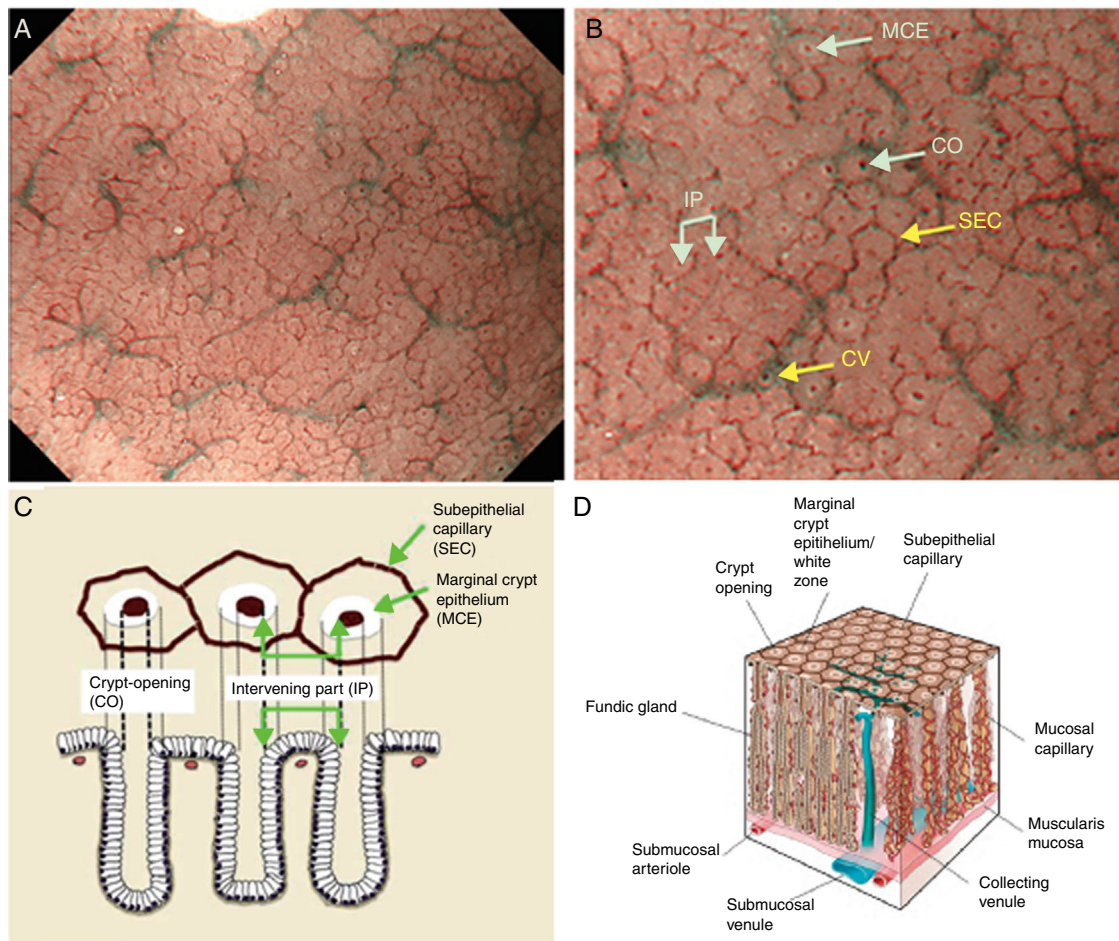 A
B
MCE
CO
IP
SEC
CV
C
Subepithelial
capillary
(SEC)
Marginal crypt
epithelium
(MCE)
Crypt-opening
(CO)
Intervening part (IP)
D
Marginal
crypt
epitihelium/
white
zone
Subepithelial
capillary
Crypt
opening
Fundic gland
Mucosal
capillary
Muscularis
mucosa
Submucosal
arteriole
Collecting
venule
Submucosal
venule